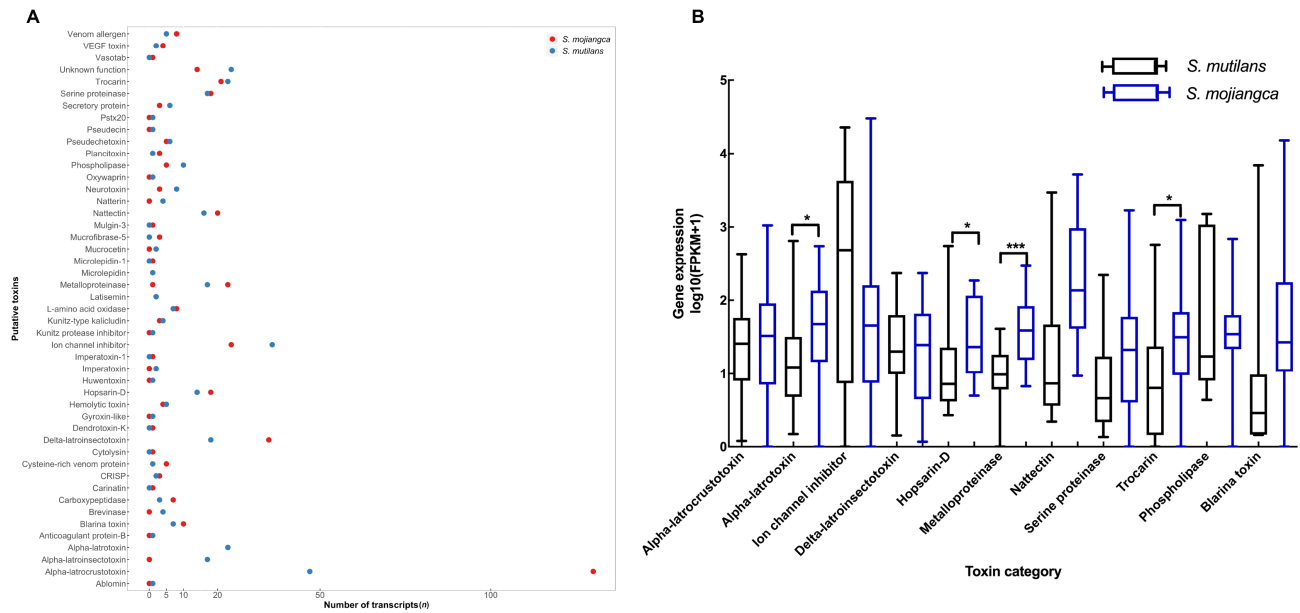 A
Venom allergen
VEGF toxin
Vasotab
Unknown function
Trocarin
Serine proteinase
Secretory protein
Pstx20
Pseudecin
Pseudechetoxin
Plancitoxin
Phospholipase
Oxywaprin
Neurotoxin
Natterin
Nattectin
Mulgin-3
Mucrofibrase-5
Mucrocetin
Microlepidin-1
Microlepidin
Metalloproteinase
Latisemin
L-amino acid oxidase
Kunitz-type kalicludin
Kunitz protease inhibitor
Ion channel inhibitor
Imperatoxin-1
Imperatoxin
Huwentoxin
Hopsarin-D
Hemolytic toxin
Gyroxin-like
Dendrotoxin-K
Delta-latroinsectotoxin
Cytolysin
Cysteine-rich venom protein
CRISP
Carinatin
Carboxypeptidase
Brevinase
Blarina toxin
Anticoagulant protein-B
Alpha-latrotoxin
Alpha-latroinsectotoxin
Alpha-latrocrustotoxin
Abiomin
Putative toxins
0 5 10 20 50 100
Number of transcripts(n)
S. mojiangca
S. mutilans
B
S. mutilans
S. mojiangca
5
4
3
2
1
0
Gene expression
log10(FPKM+1)
*
*
***
*
Alpha-latrocrustotoxin
Alpha-latrotoxin
Ion channel inhibitor
Delta-latroinsectotoxin
Hopsarin-D
Metalloproteinase
Nattectin
Serine proteinase
Trocarin
Phospholipase
Blarina toxin
Toxin category